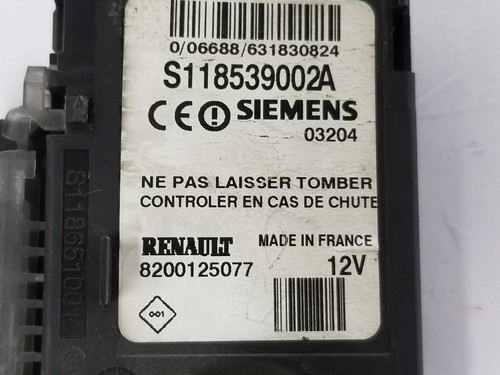 0/06688/631830824
S118539002A
CE SIEMENS
03204
NE PAS LAISSER TOMBER
CONTROLER EN CAS DE CHUTE
RENAULT MADE IN FRANCE
8200125077 12V
001